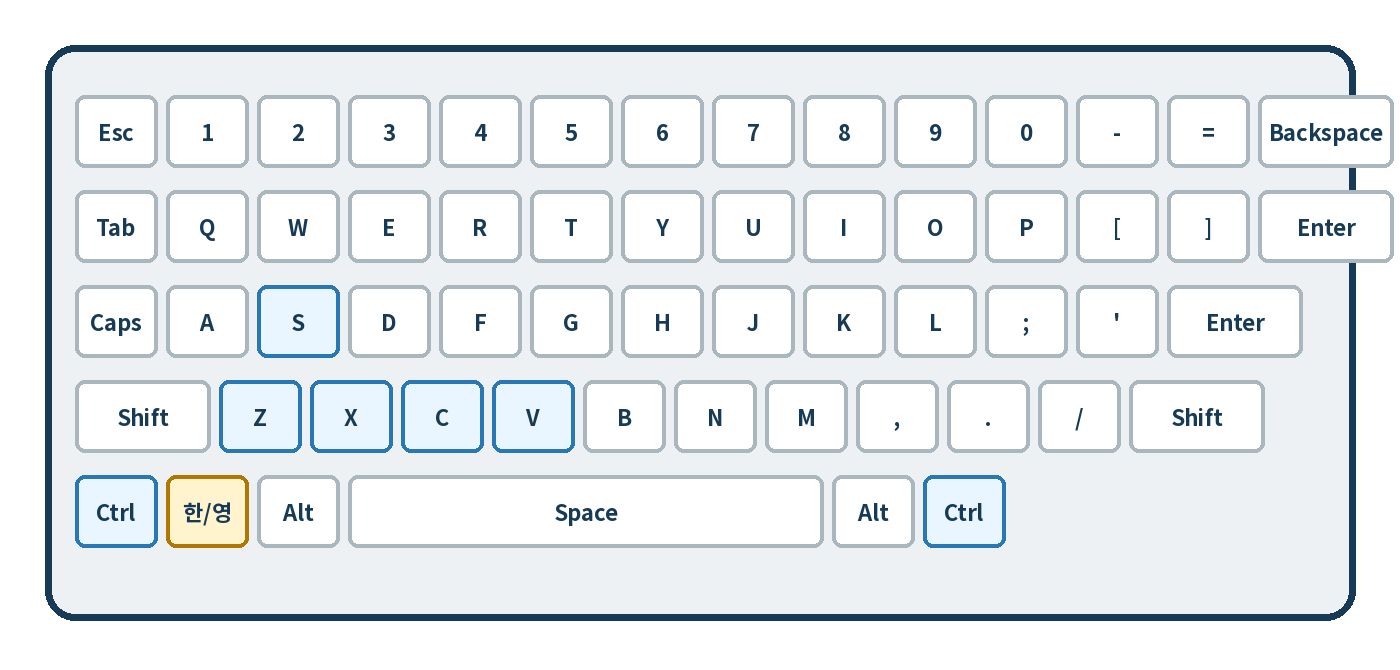 Esc 1 2 3 4 5 6 7 8 9 0 - = Backspace
Tab Q W E R T Y U I O P [ ] Enter
Caps A S D F G H J K L ; ' Enter
Shift Z X C V B N M , . / Shift
Ctrl 한/영 Alt Space Alt Ctrl